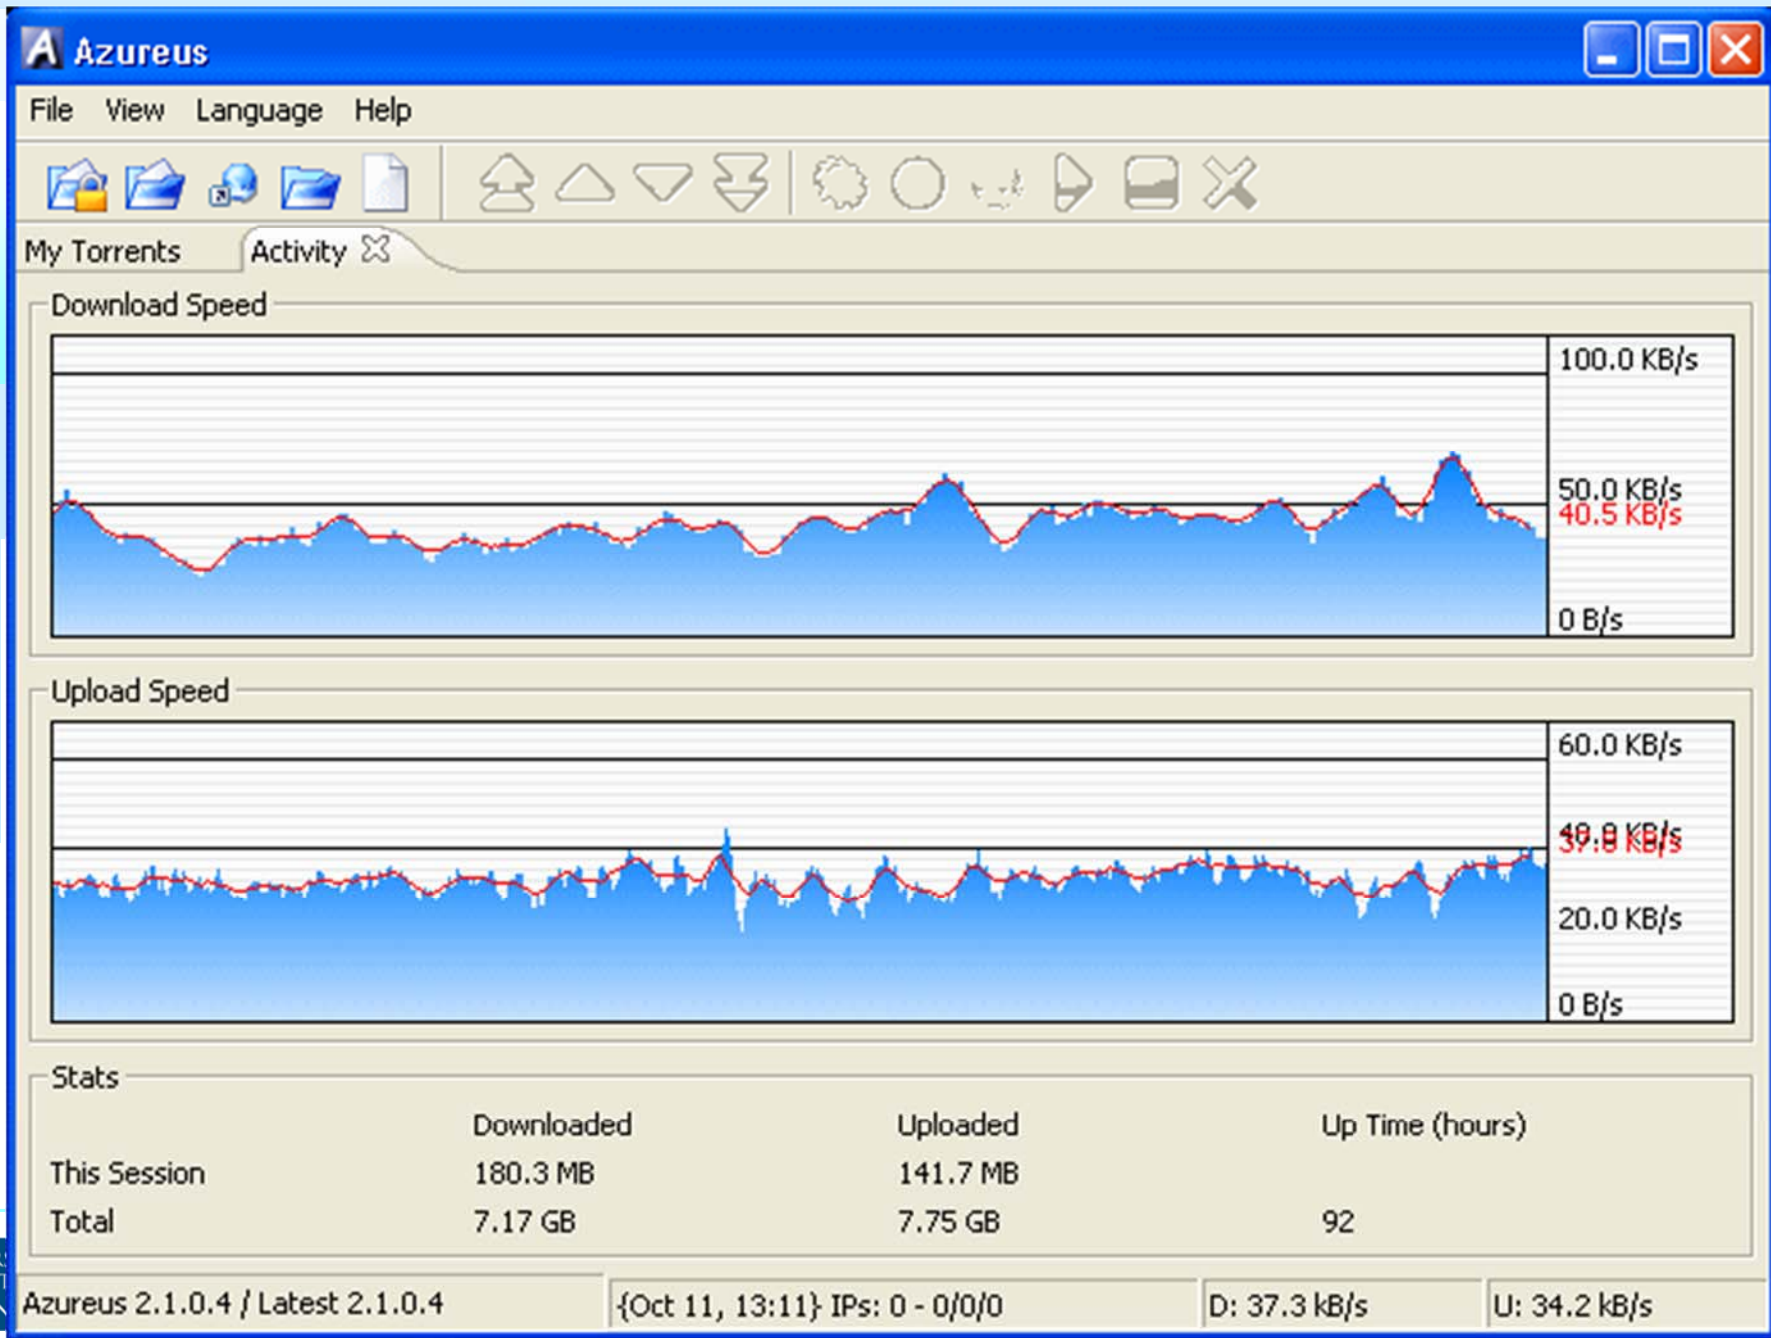 Azureus
File View Language Help
My Torrents Activity
Download Speed
100.0 KB/s
50.0 KB/s
40.5 KB/s
0 B/s
Upload Speed
60.0 KB/s
20.0 KB/s
0 B/s
Stats
Downloaded Uploaded Up Time (hours)
This Session 180.3 MB 141.7 MB
Total 7.17 GB 7.75 GB 92
Azureus 2.1.0.4 / Latest 2.1.0.4 {Oct 11, 13:11} IPs: 0 - 0/0/0 D: 37.3 kB/s U: 34.2 kB/s